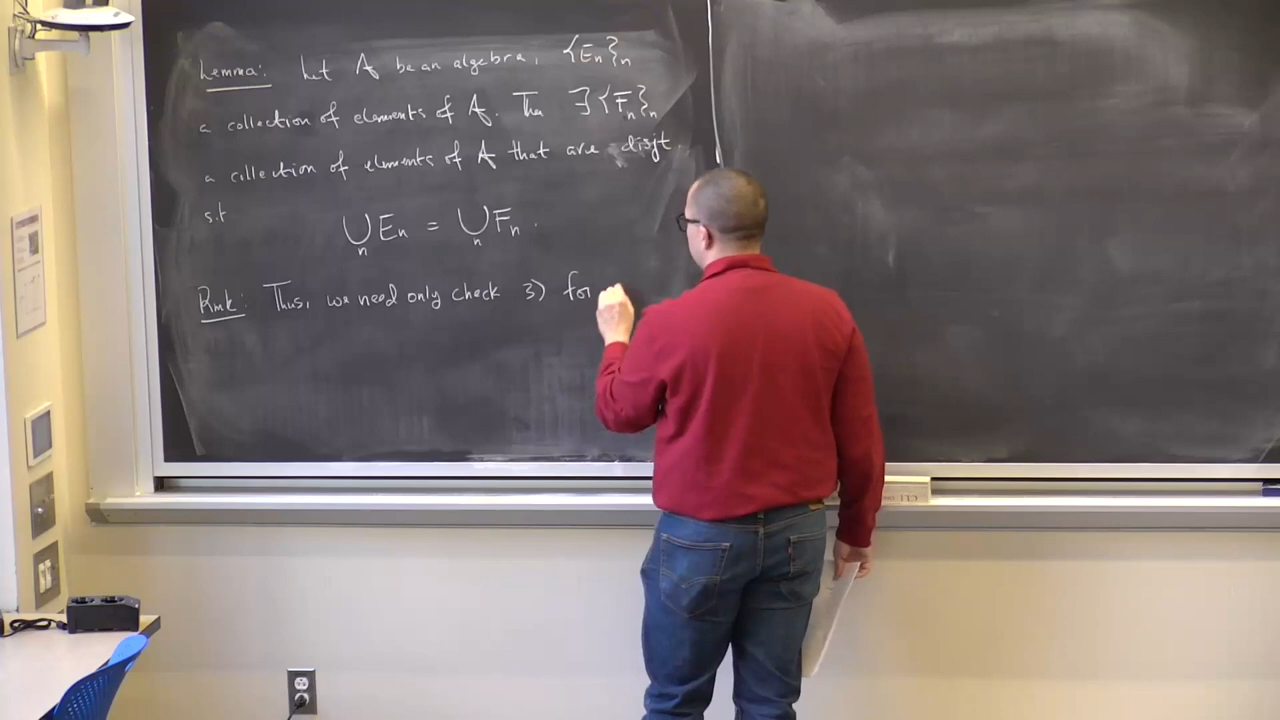 Lemma: Let A be an algebra, {En}n
a collection of elements of A. Then ∃ {Fn}n
a collection of elements of A that are disjt.
s.t
⋃n En = ⋃n Fn.
Rmk: Thus, we need only check 3) for